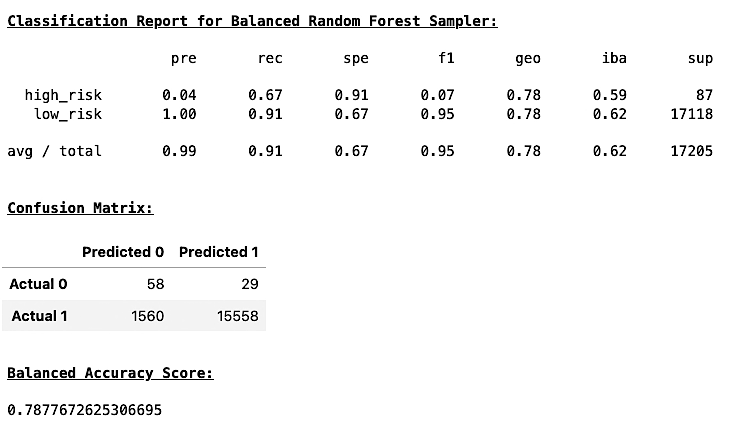 Classification Report for Balanced Random Forest Sampler:
pre rec spe f1 geo iba sup
high_risk 0.04 0.67 0.91 0.07 0.78 0.59 87
low_risk 1.00 0.91 0.67 0.95 0.78 0.62 17118
avg / total 0.99 0.91 0.67 0.95 0.78 0.62 17205
Confusion Matrix:
Predicted 0 Predicted 1
Actual 0 58 29
Actual 1 1560 15558
Balanced Accuracy Score:
0.7877672625306695